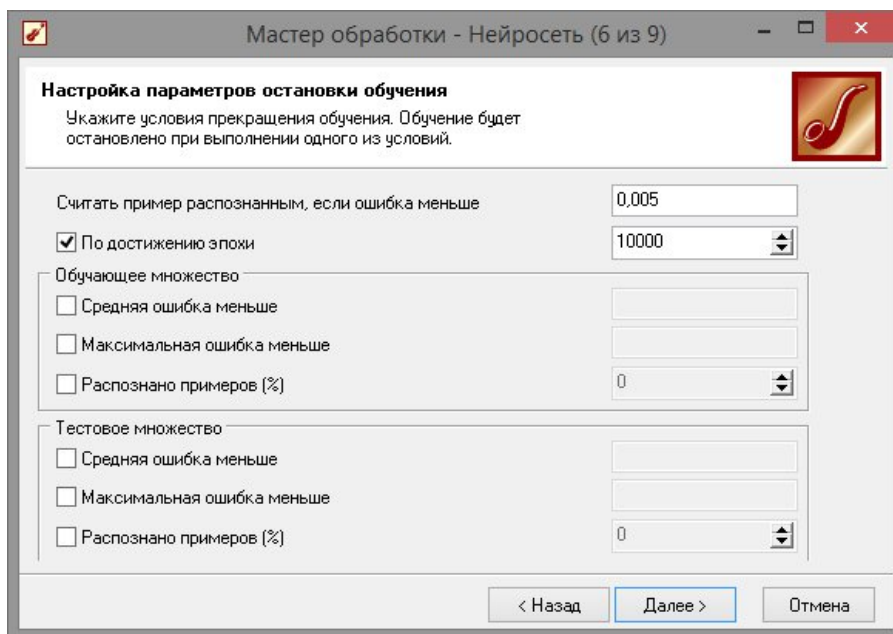 Мастер обработки - Нейросеть (6 из 9)
Настройка параметров остановки обучения
Укажите условия прекращения обучения. Обучение будет
остановлено при выполнении одного из условий.
Считать пример распознанным, если ошибка меньше 0,005
По достижению эпохи 10000
Обучающее множество
Средняя ошибка меньше
Максимальная ошибка меньше
Распознано примеров (%) 0
Тестовое множество
Средняя ошибка меньше
Максимальная ошибка меньше
Распознано примеров (%) 0
< Назад Далее > Отмена